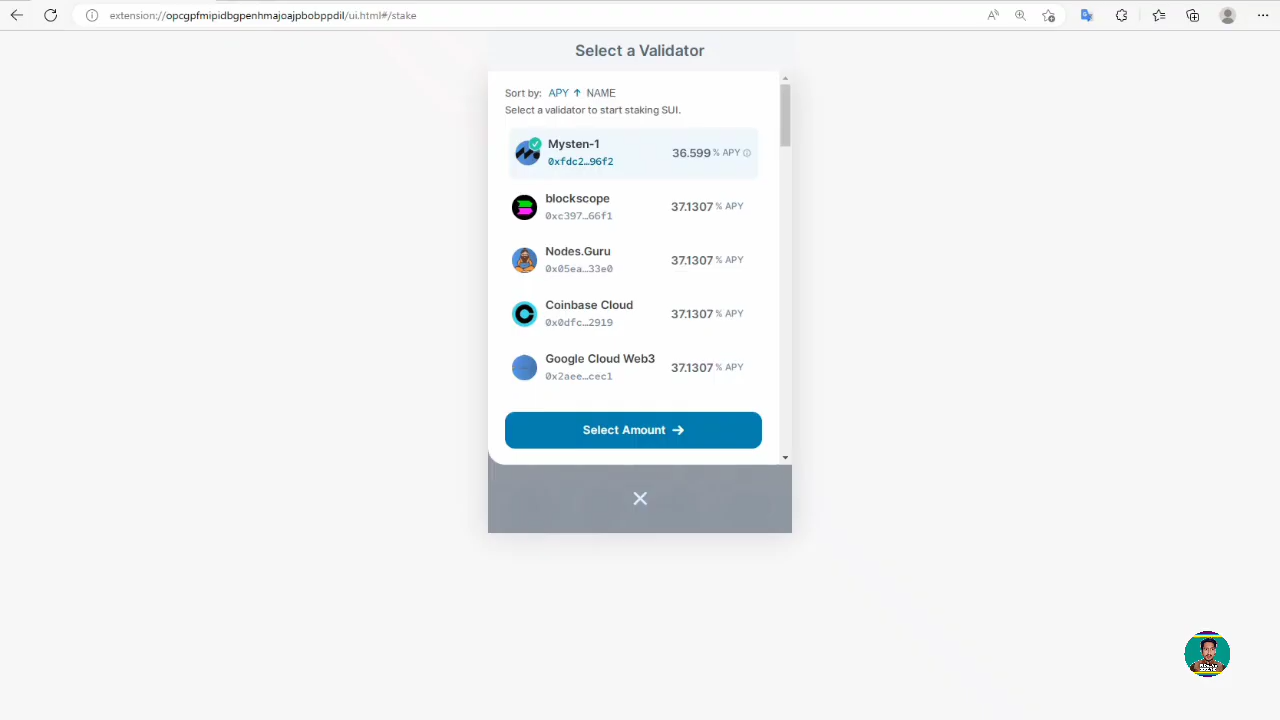 extension://opcgpfmipidbgpenhmajoajpbobppdil/ui.html#/stake
Select a Validator
Sort by: APY ↑ NAME
Select a validator to start staking SUI.
Mysten-1
0xfdc2…96f2
36.599 % APY
blockscope
0xc397…66f1
37.1307 % APY
Nodes.Guru
0x05ea…33e0
37.1307 % APY
Coinbase Cloud
0x0dfc…2919
37.1307 % APY
Google Cloud Web3
0x2aee…cec1
37.1307 % APY
Select Amount →